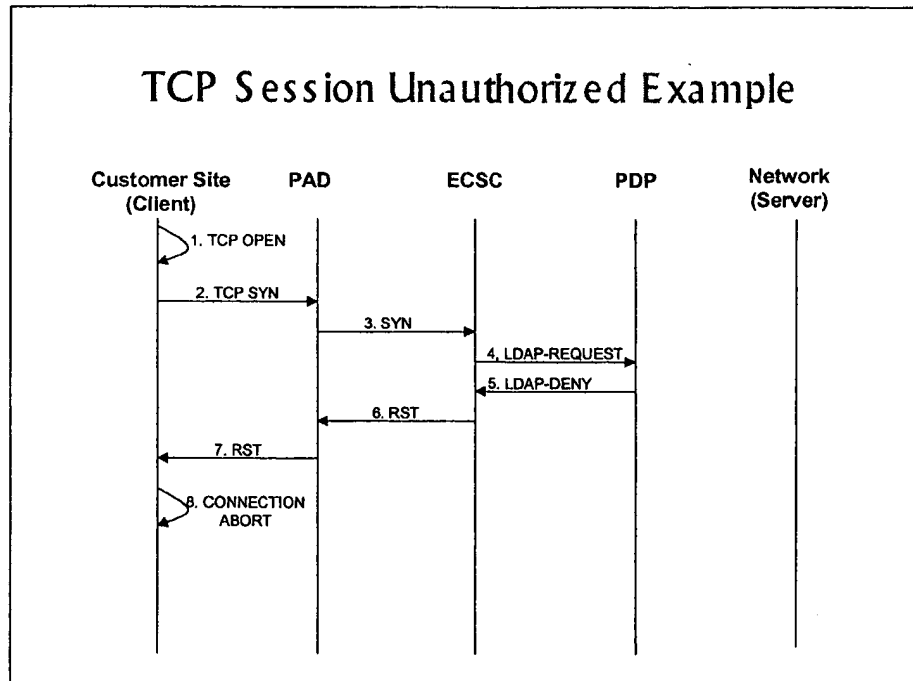 TCP Session Unauthorized Example
Customer Site
(Client)
PAD
ECSC
PDP
Network
(Server)
1. TCP OPEN
2. TCP SYN
3. SYN
4, LDAP-REQUEST
5. LDAP-DENY
6. RST
7. RST
8. CONNECTION
ABORT